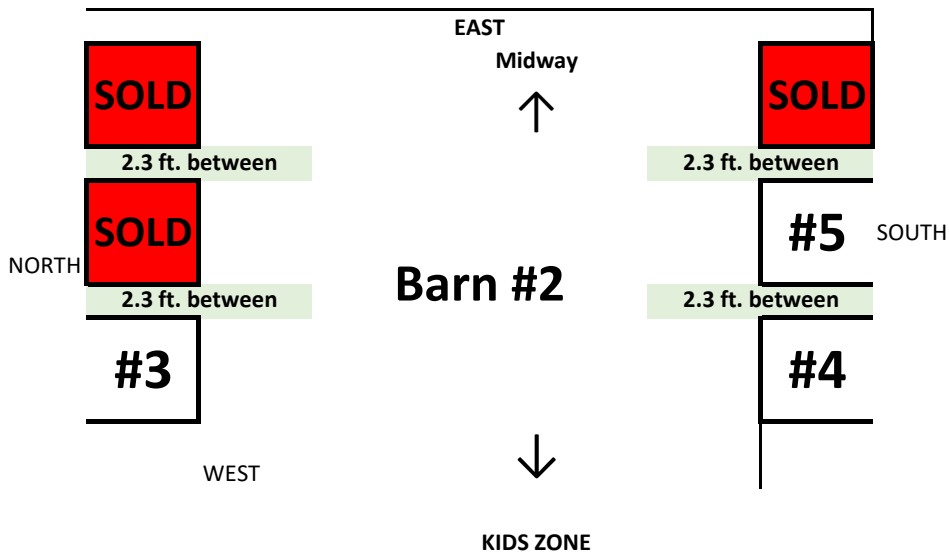 EAST
Midway
SOLD
SOLD
2.3 ft. between
2.3 ft. between
SOLD
#5
SOUTH
NORTH
Barn #2
2.3 ft. between
2.3 ft. between
#3
#4
WEST
KIDS ZONE